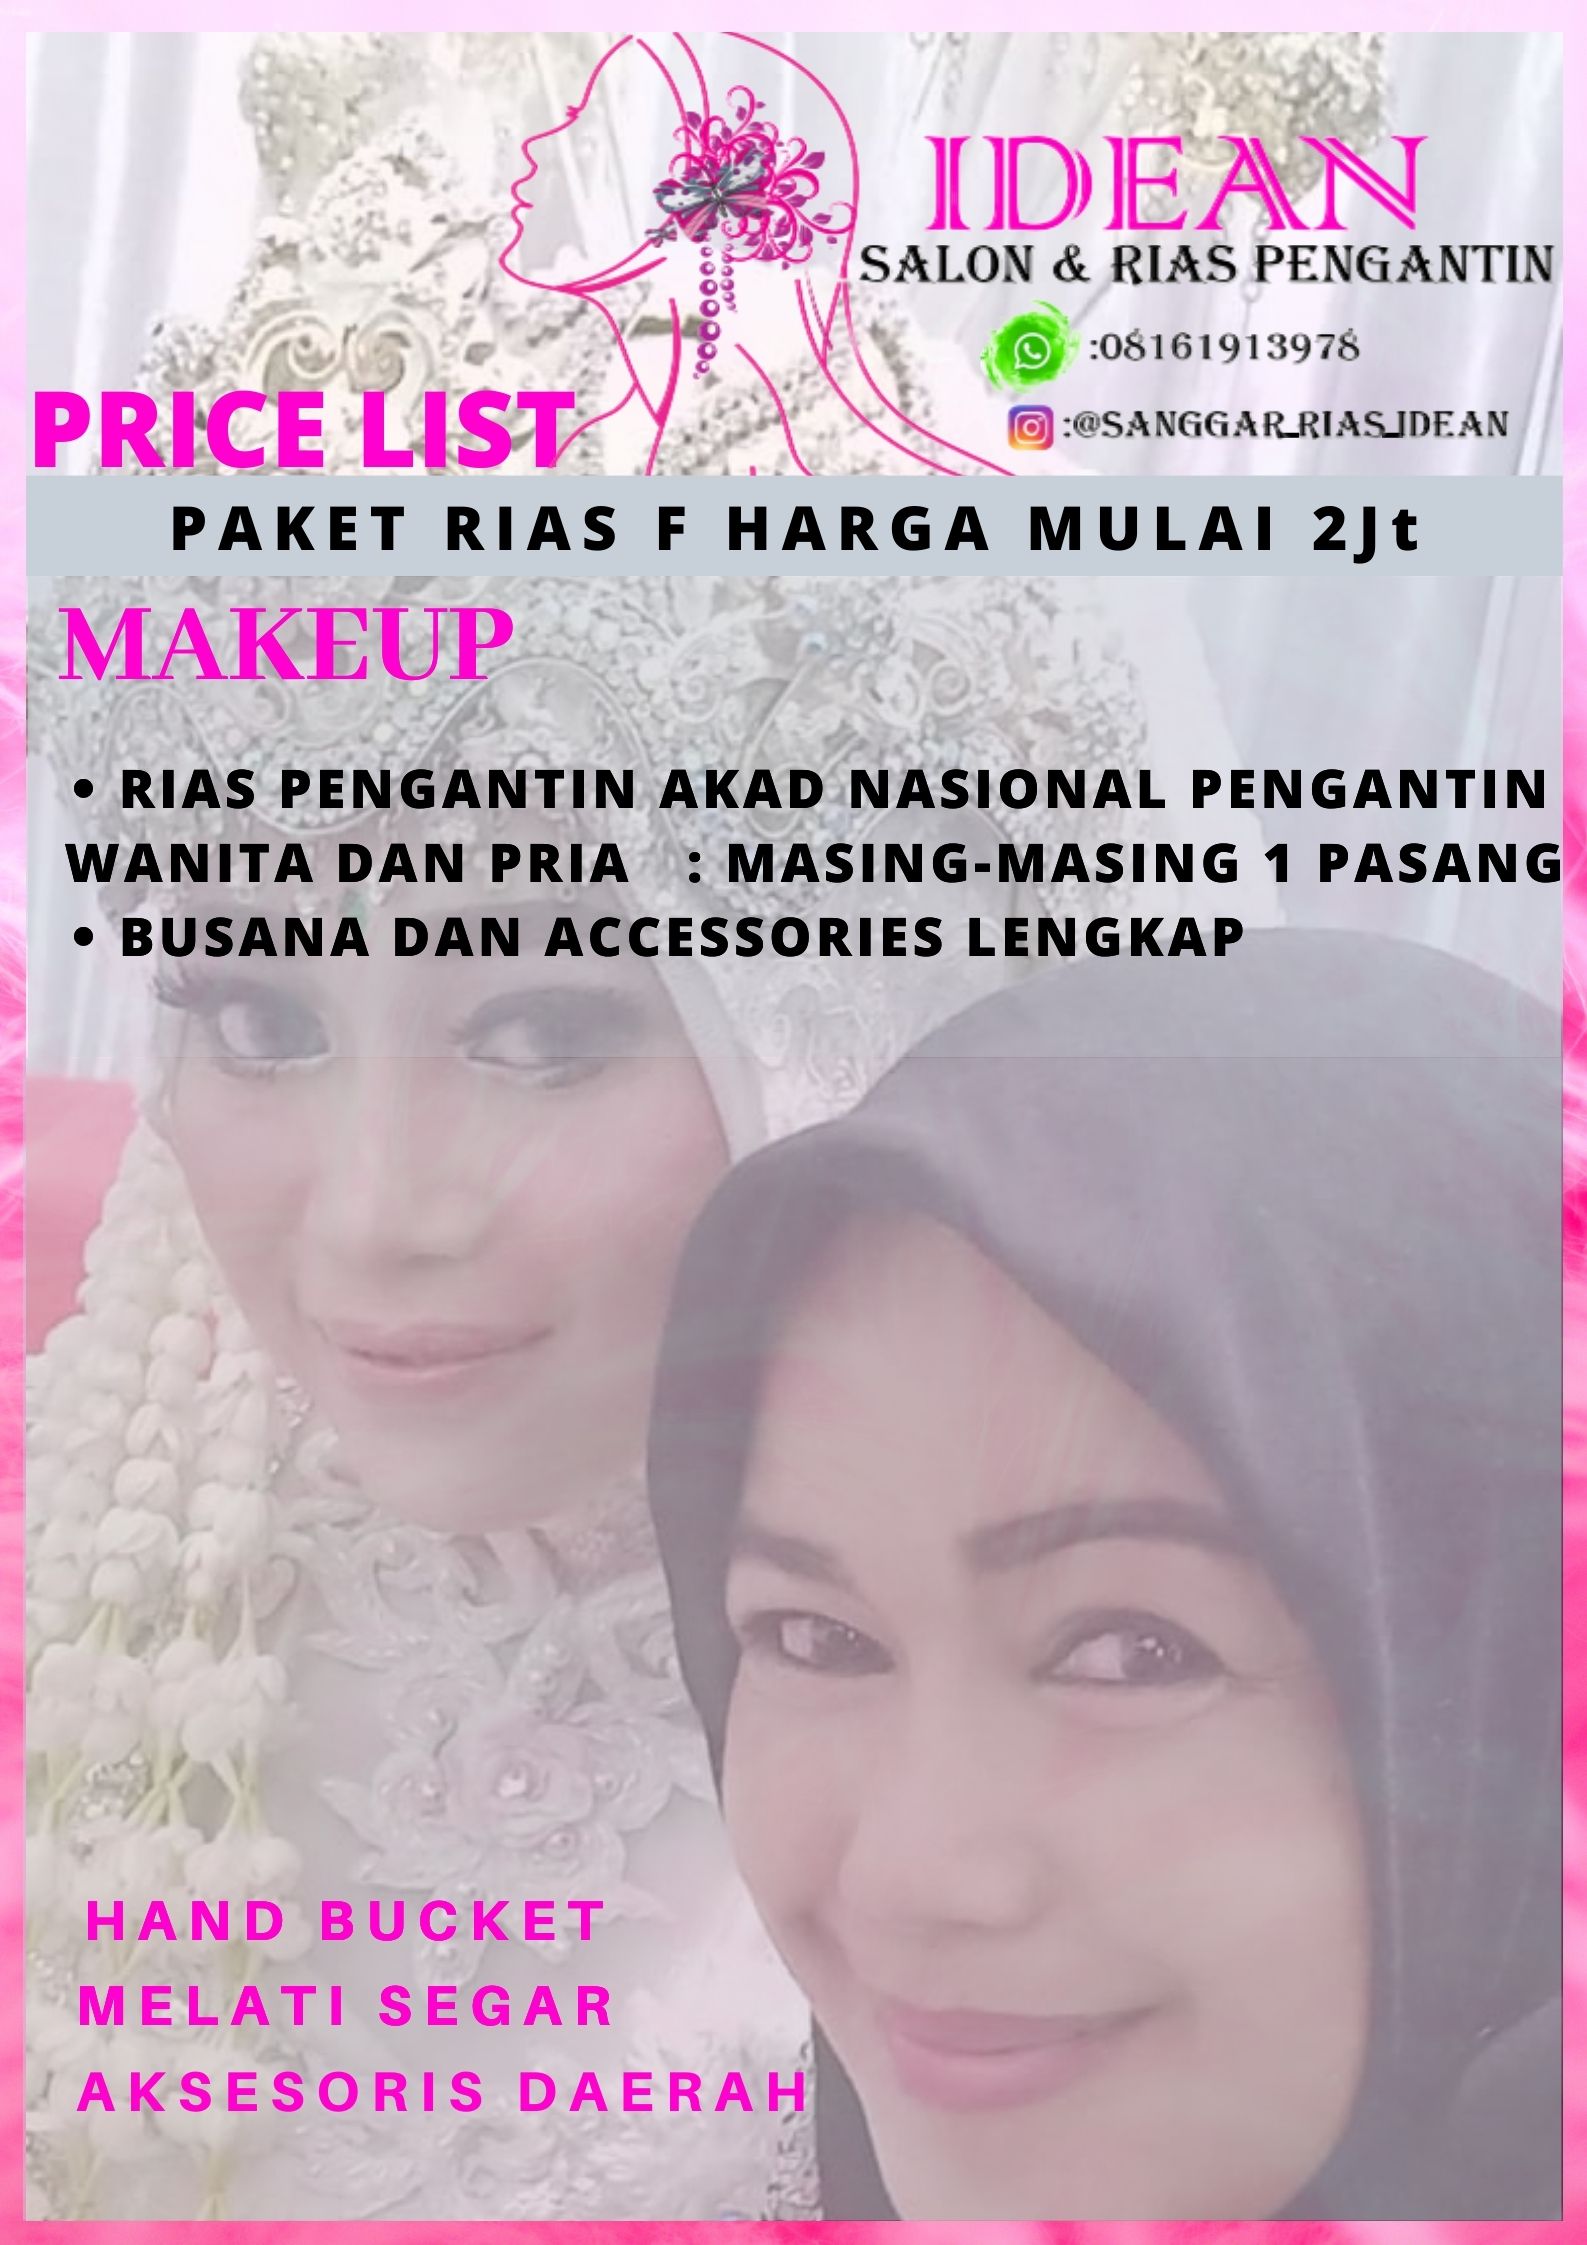 IDEAN
SALON & RIAS PENGANTIN
:08161913978
:@SANGGAR_RIAS_IDEAN
PRICE LIST
PAKET RIAS F HARGA MULAI 2Jt
MAKEUP
• RIAS PENGANTIN AKAD NASIONAL PENGANTIN
WANITA DAN PRIA : MASING-MASING 1 PASANG
• BUSANA DAN ACCESSORIES LENGKAP
HAND BUCKET
MELATI SEGAR
AKSESORIS DAERAH